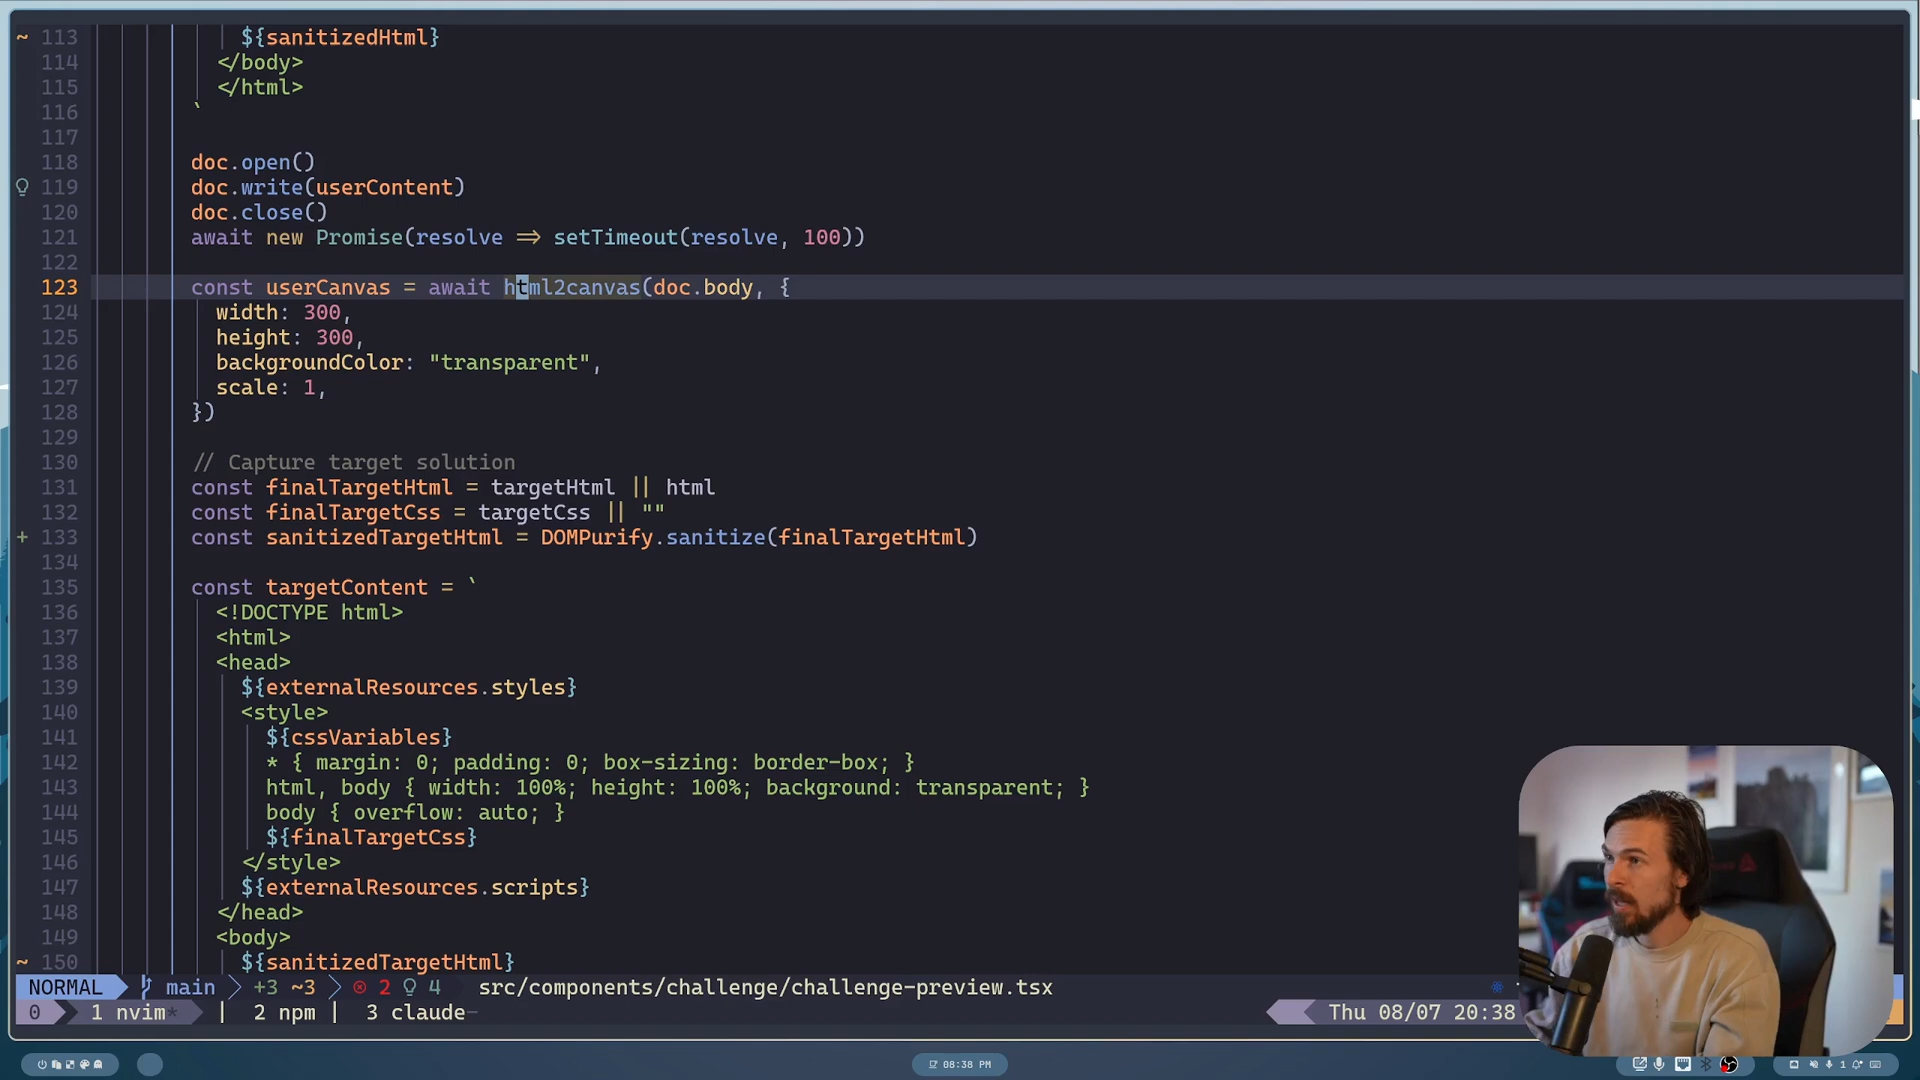 ~ 113 ${sanitizedHtml}
114 </body>
115 </html>
116 `
117
118 doc.open()
119 doc.write(userContent)
120 doc.close()
121 await new Promise(resolve => setTimeout(resolve, 100))
122
123 const userCanvas = await html2canvas(doc.body, {
124 width: 300,
125 height: 300,
126 backgroundColor: "transparent",
127 scale: 1,
128 })
129
130 // Capture target solution
131 const finalTargetHtml = targetHtml || html
132 const finalTargetCss = targetCss || ""
+ 133 const sanitizedTargetHtml = DOMPurify.sanitize(finalTargetHtml)
134
135 const targetContent = `
136 <!DOCTYPE html>
137 <html>
138 <head>
139 ${externalResources.styles}
140 <style>
141 ${cssVariables}
142 * { margin: 0; padding: 0; box-sizing: border-box; }
143 html, body { width: 100%; height: 100%; background: transparent; }
144 body { overflow: auto; }
145 ${finalTargetCss}
146 </style>
147 ${externalResources.scripts}
148 </head>
149 <body>
~ 150 ${sanitizedTargetHtml}
NORMAL main +3 ~3 2 4 src/components/challenge/challenge-preview.tsx
0 1 nvim* | 2 npm | 3 claude- Thu 08/07 20:38
08:38 PM 1